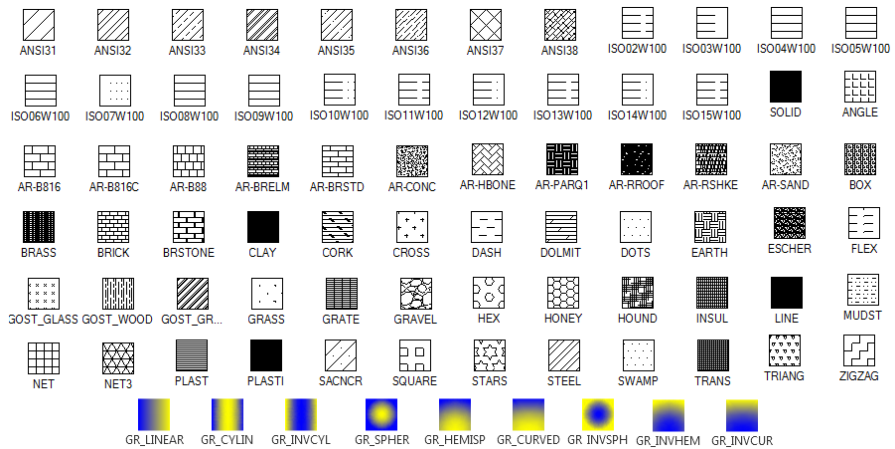 ANSI31 ANSI32 ANSI33 ANSI34 ANSI35 ANSI36 ANSI37 ANSI38 ISO02W100 ISO03W100 ISO04W100 ISO05W100
ISO06W100 ISO07W100 ISO08W100 ISO09W100 ISO10W100 ISO11W100 ISO12W100 ISO13W100 ISO14W100 ISO15W100 SOLID ANGLE
AR-B816 AR-B816C AR-B88 AR-BRELM AR-BRSTD AR-CONC AR-HBONE AR-PARQ1 AR-RROOF AR-RSHKE AR-SAND BOX
BRASS BRICK BRSTONE CLAY CORK CROSS DASH DOLMIT DOTS EARTH ESCHER FLEX
GOST_GLASS GOST_WOOD GOST_GR... GRASS GRATE GRAVEL HEX HONEY HOUND INSUL LINE MUDST
NET NET3 PLAST PLASTI SACNCR SQUARE STARS STEEL SWAMP TRANS TRIANG ZIGZAG
GR_LINEAR GR_CYLIN GR_INVCYL GR_SPHER GR_HEMISP GR_CURVED GR_INVSPH GR_INVHEM GR_INVCUR